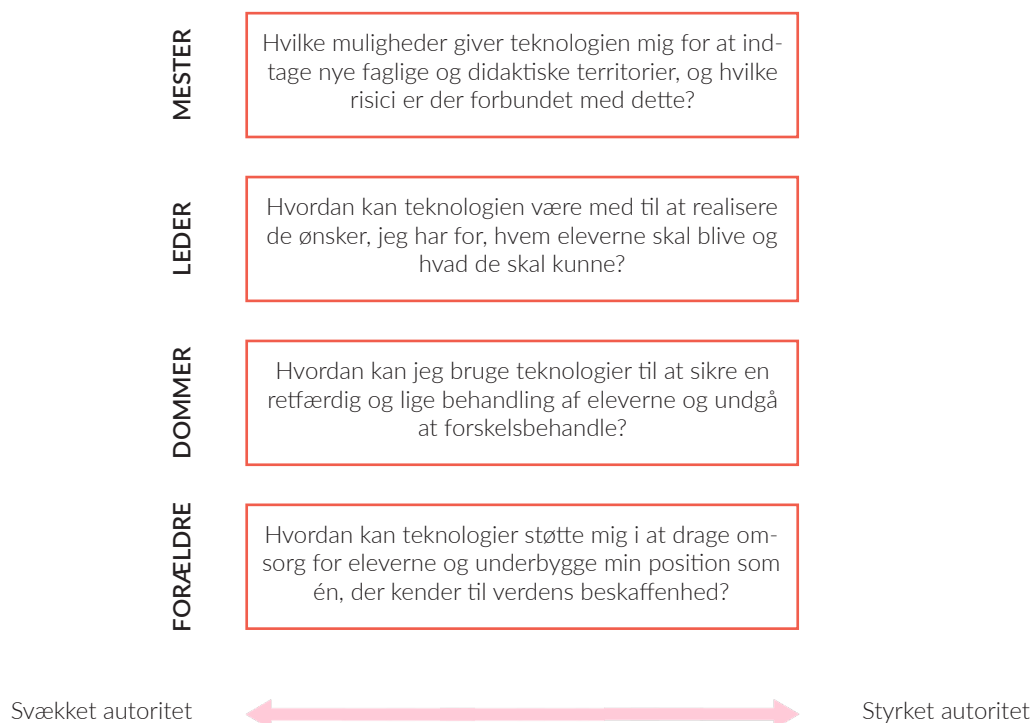 MESTER
Hvilke muligheder giver teknologien mig for at ind-
tage nye faglige og didaktiske territorier, og hvilke
risici er der forbundet med dette?
LEDER
Hvordan kan teknologien være med til at realisere
de ønsker, jeg har for, hvem eleverne skal blive og
hvad de skal kunne?
DOMMER
Hvordan kan jeg bruge teknologier til at sikre en
retfærdig og lige behandling af eleverne og undgå
at forskelsbehandle?
FORÆLDRE
Hvordan kan teknologier støtte mig i at drage om-
sorg for eleverne og underbygge min position som
én, der kender til verdens beskaffenhed?
Svækket autoritet
Styrket autoritet